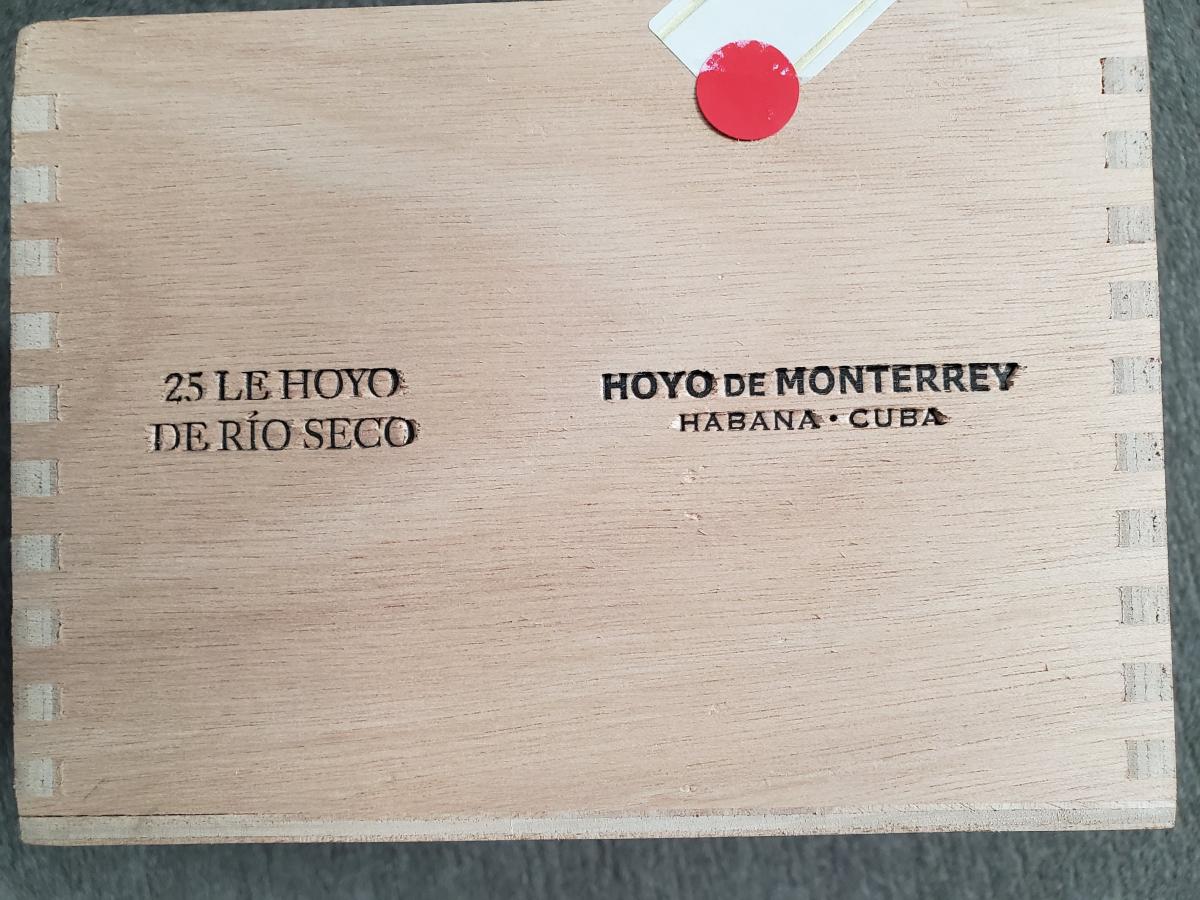 25 LE HOYO
DE RÍO SECO
HOYO DE MONTERREY
HABANA • CUBA